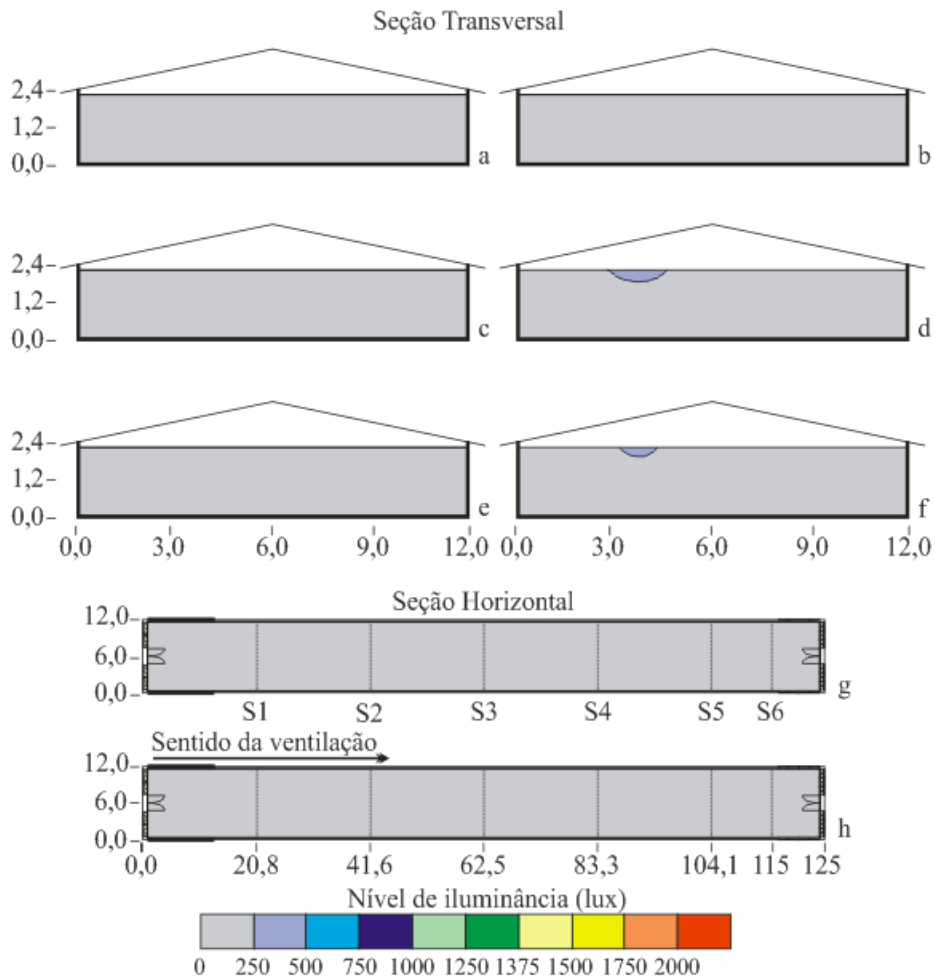 Seção Transversal
2,4
1,2
0,0
a
b
2,4
1,2
0,0
c
d
2,4
1,2
0,0
e
f
0,0 3,0 6,0 9,0 12,0 0,0 3,0 6,0 9,0 12,0
Seção Horizontal
12,0
6,0
0,0
g
S1 S2 S3 S4 S5 S6
Sentido da ventilação
12,0
6,0
0,0
h
0,0 20,8 41,6 62,5 83,3 104,1 115 125
Nível de iluminância (lux)
0 250 500 750 1000 1250 1375 1500 1750 2000